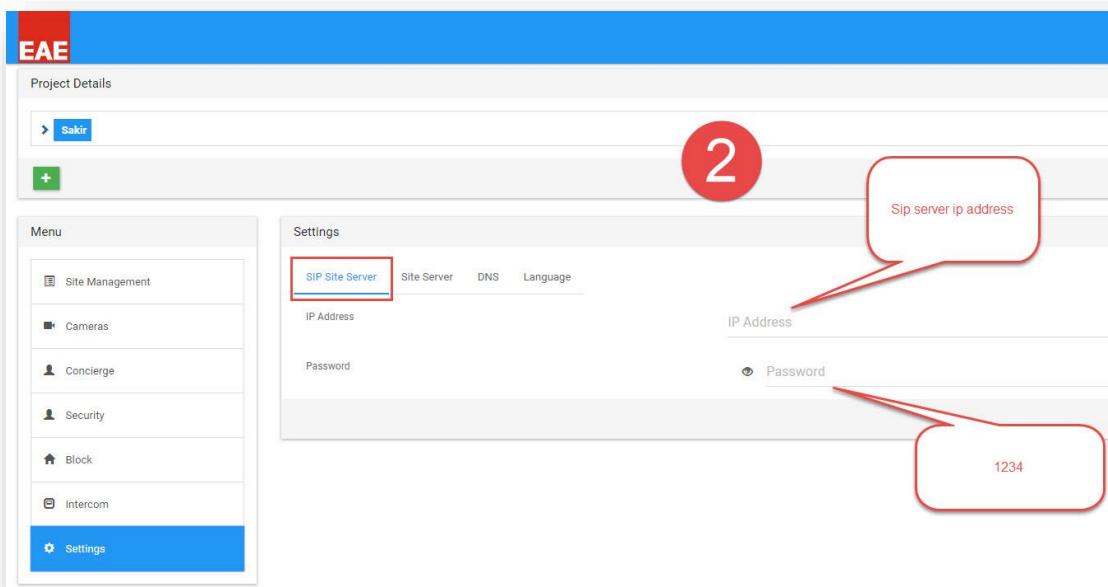 EAE
Project Details
Sakir
2
Sip server ip address
Menu
Settings
Site Management
SIP Site Server Site Server DNS Language
IP Address
IP Address
Cameras
Password
Password
Concierge
Security
1234
Block
Intercom
Settings